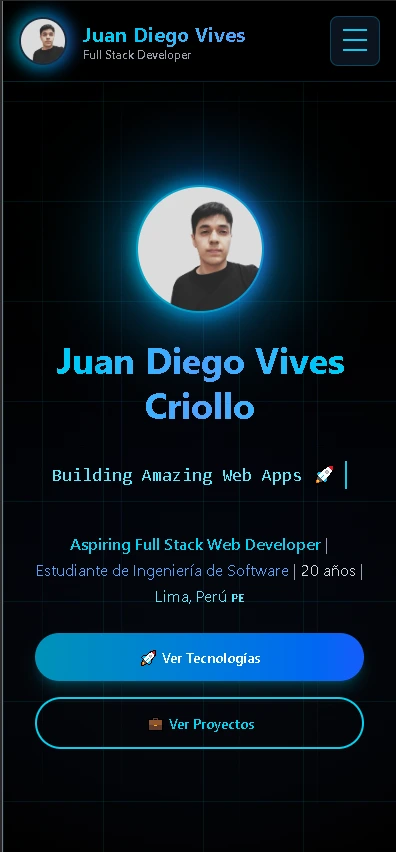 Juan Diego Vives
Full Stack Developer
Juan Diego Vives
Criollo
Building Amazing Web Apps 🚀
Aspiring Full Stack Web Developer |
Estudiante de Ingeniería de Software | 20 años |
Lima, Perú PE
🚀 Ver Tecnologías
💼 Ver Proyectos